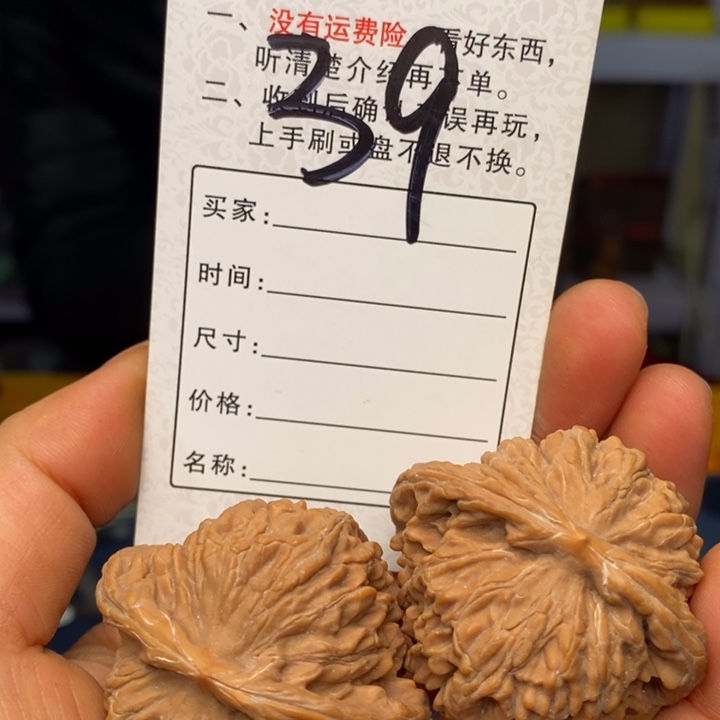 一、没有运费险 看好东西，
听清楚介绍再下单。
二、收到后确认 误再玩，
上手刷或盘不退不换。
39
买家：
时间：
尺寸：
价格：
名称：